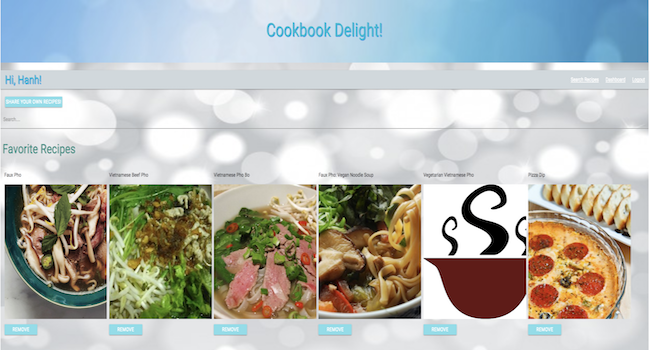 Cookbook Delight!
Hi, Hanh!
Search Recipes Dashboard Logout
SHARE YOUR OWN RECIPES!
Search...
Favorite Recipes
Faux Pho Vietnamese Beef Pho Vietnamese Pho Bo Faux Pho: Vegan Noodle Soup Vegetarian Vietnamese Pho Pizza Dip
REMOVE REMOVE REMOVE REMOVE REMOVE REMOVE